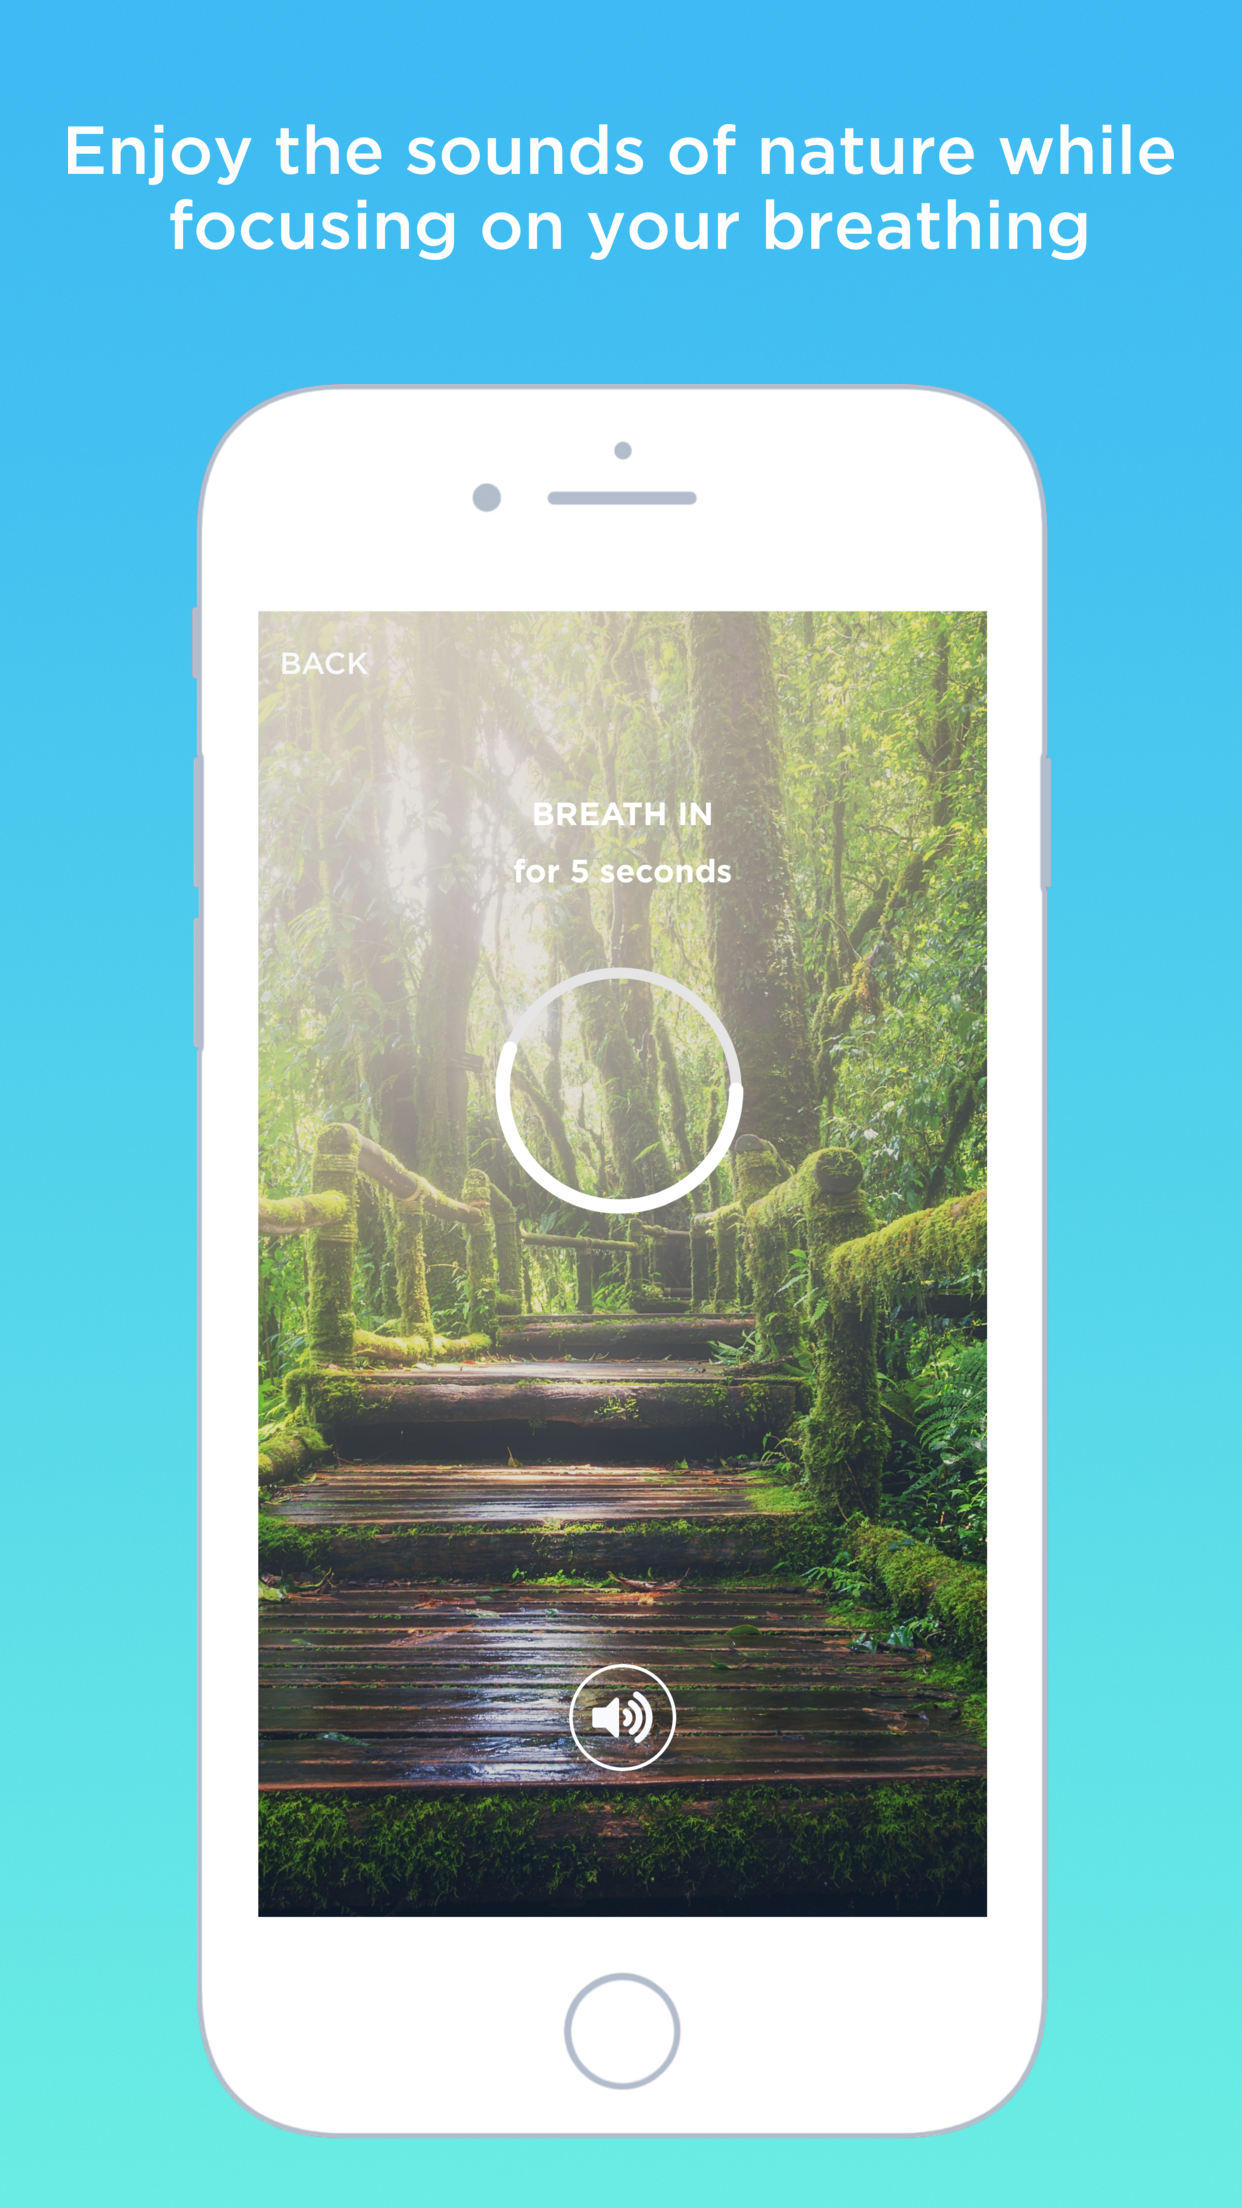 Enjoy the sounds of nature while
focusing on your breathing
BACK
BREATH IN
for 5 seconds